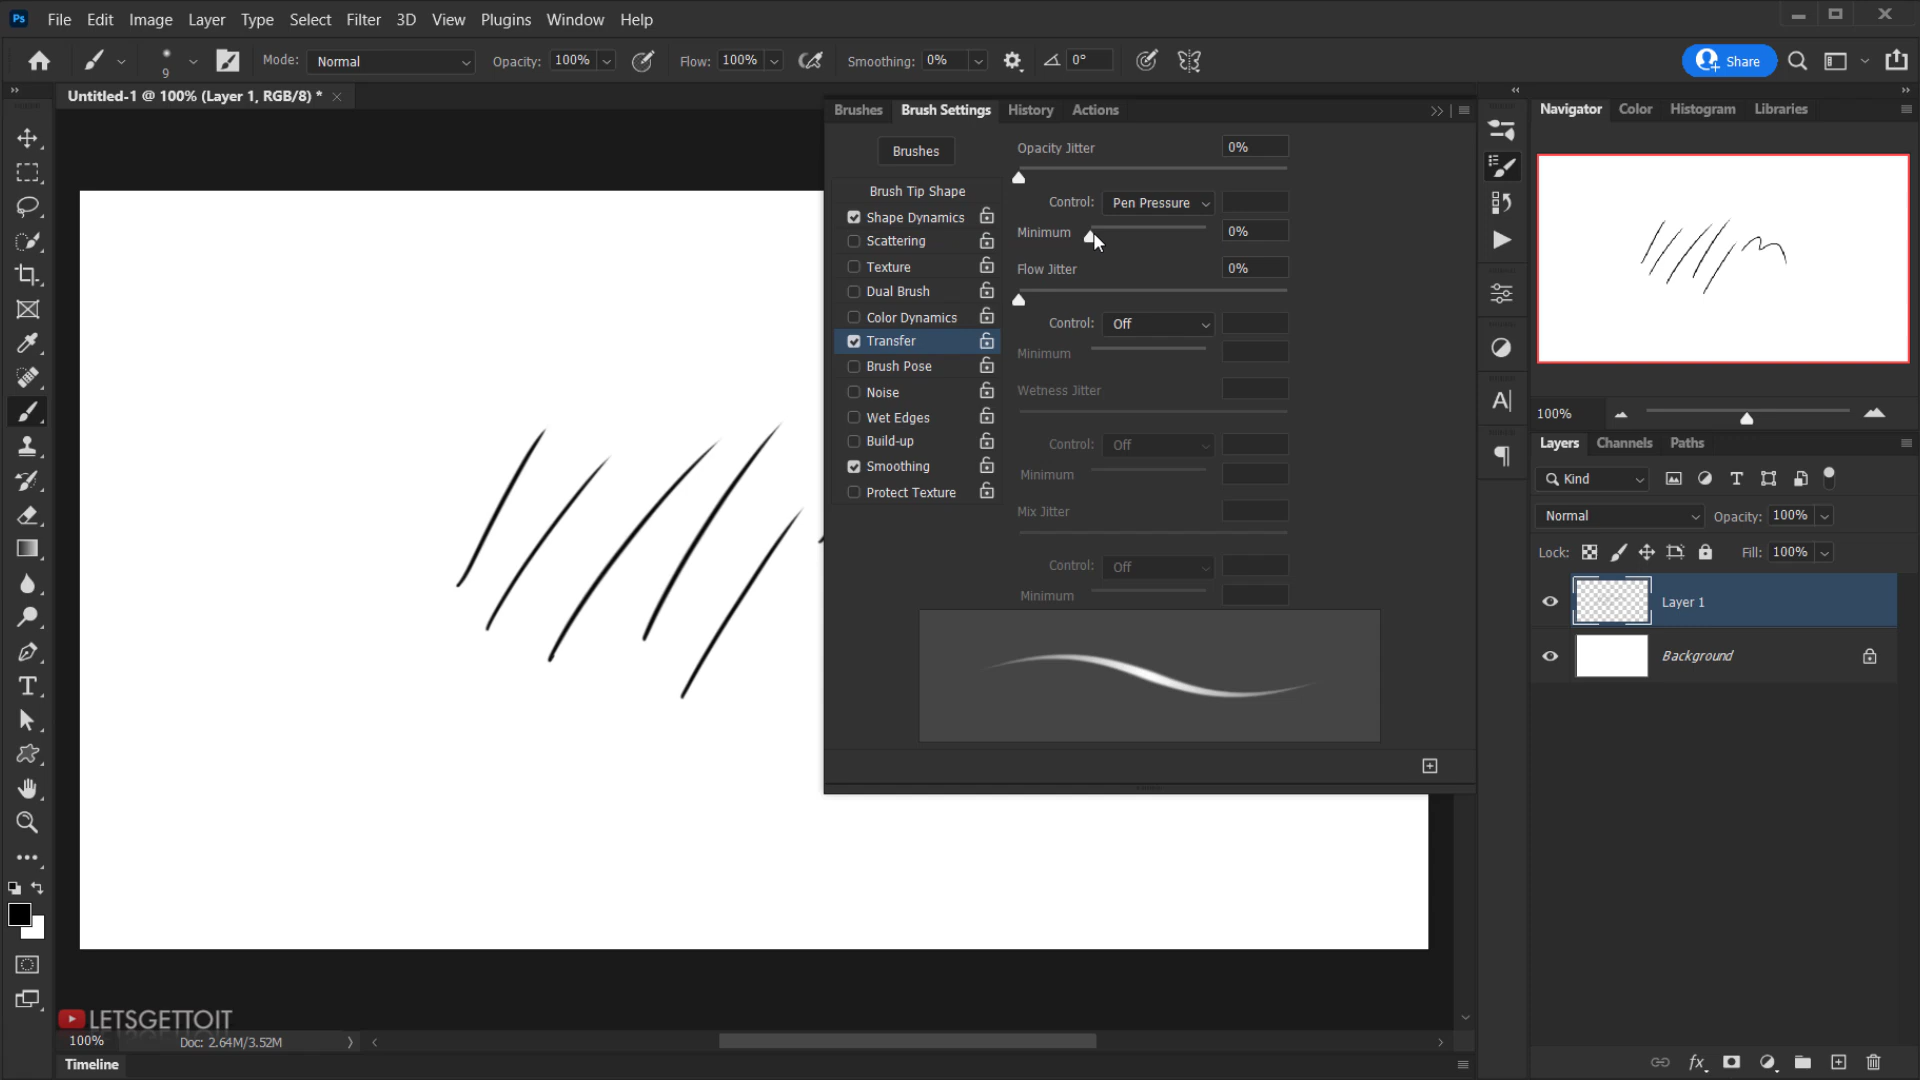 Ps File Edit Image Layer Type Select Filter 3D View Plugins Window Help
9 Mode: Normal Opacity: 100% Flow: 100% Smoothing: 0% 0° Share
Untitled-1 @ 100% (Layer 1, RGB/8) *
Brushes Brush Settings History Actions
Navigator Color Histogram Libraries
Brushes
Opacity Jitter 0%
Brush Tip Shape
Shape Dynamics
Control: Pen Pressure
Scattering
Minimum 0%
Texture
Flow Jitter 0%
Dual Brush
Color Dynamics
Control: Off
Transfer
Minimum
Brush Pose
Noise
Wetness Jitter
Wet Edges
Build-up
Control: Off
Smoothing
Minimum
Protect Texture
Mix Jitter
Control: Off
Minimum
100%
Layers Channels Paths
Kind
Normal Opacity: 100%
Lock: Fill: 100%
Layer 1
Background
LETSGETTOIT
100% Doc: 2.64M/3.52M
Timeline